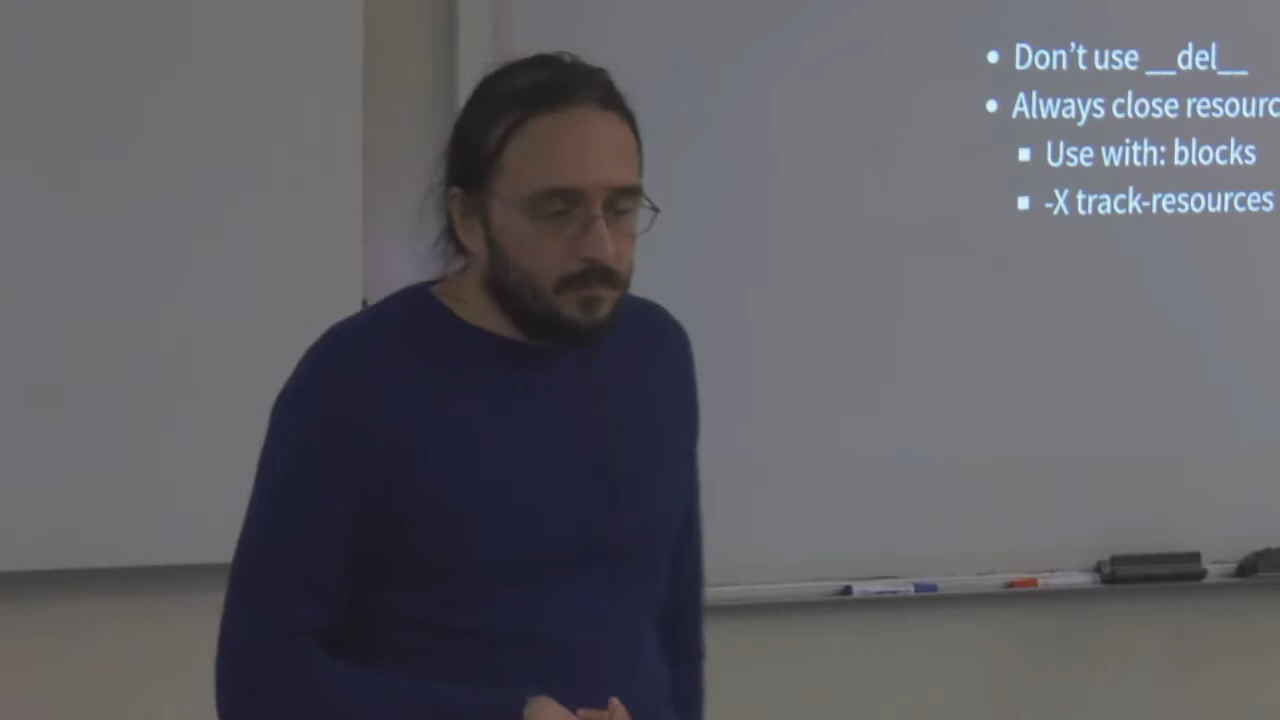 • Don’t use __del__
• Always close resourc
▪ Use with: blocks
▪ -X track-resources